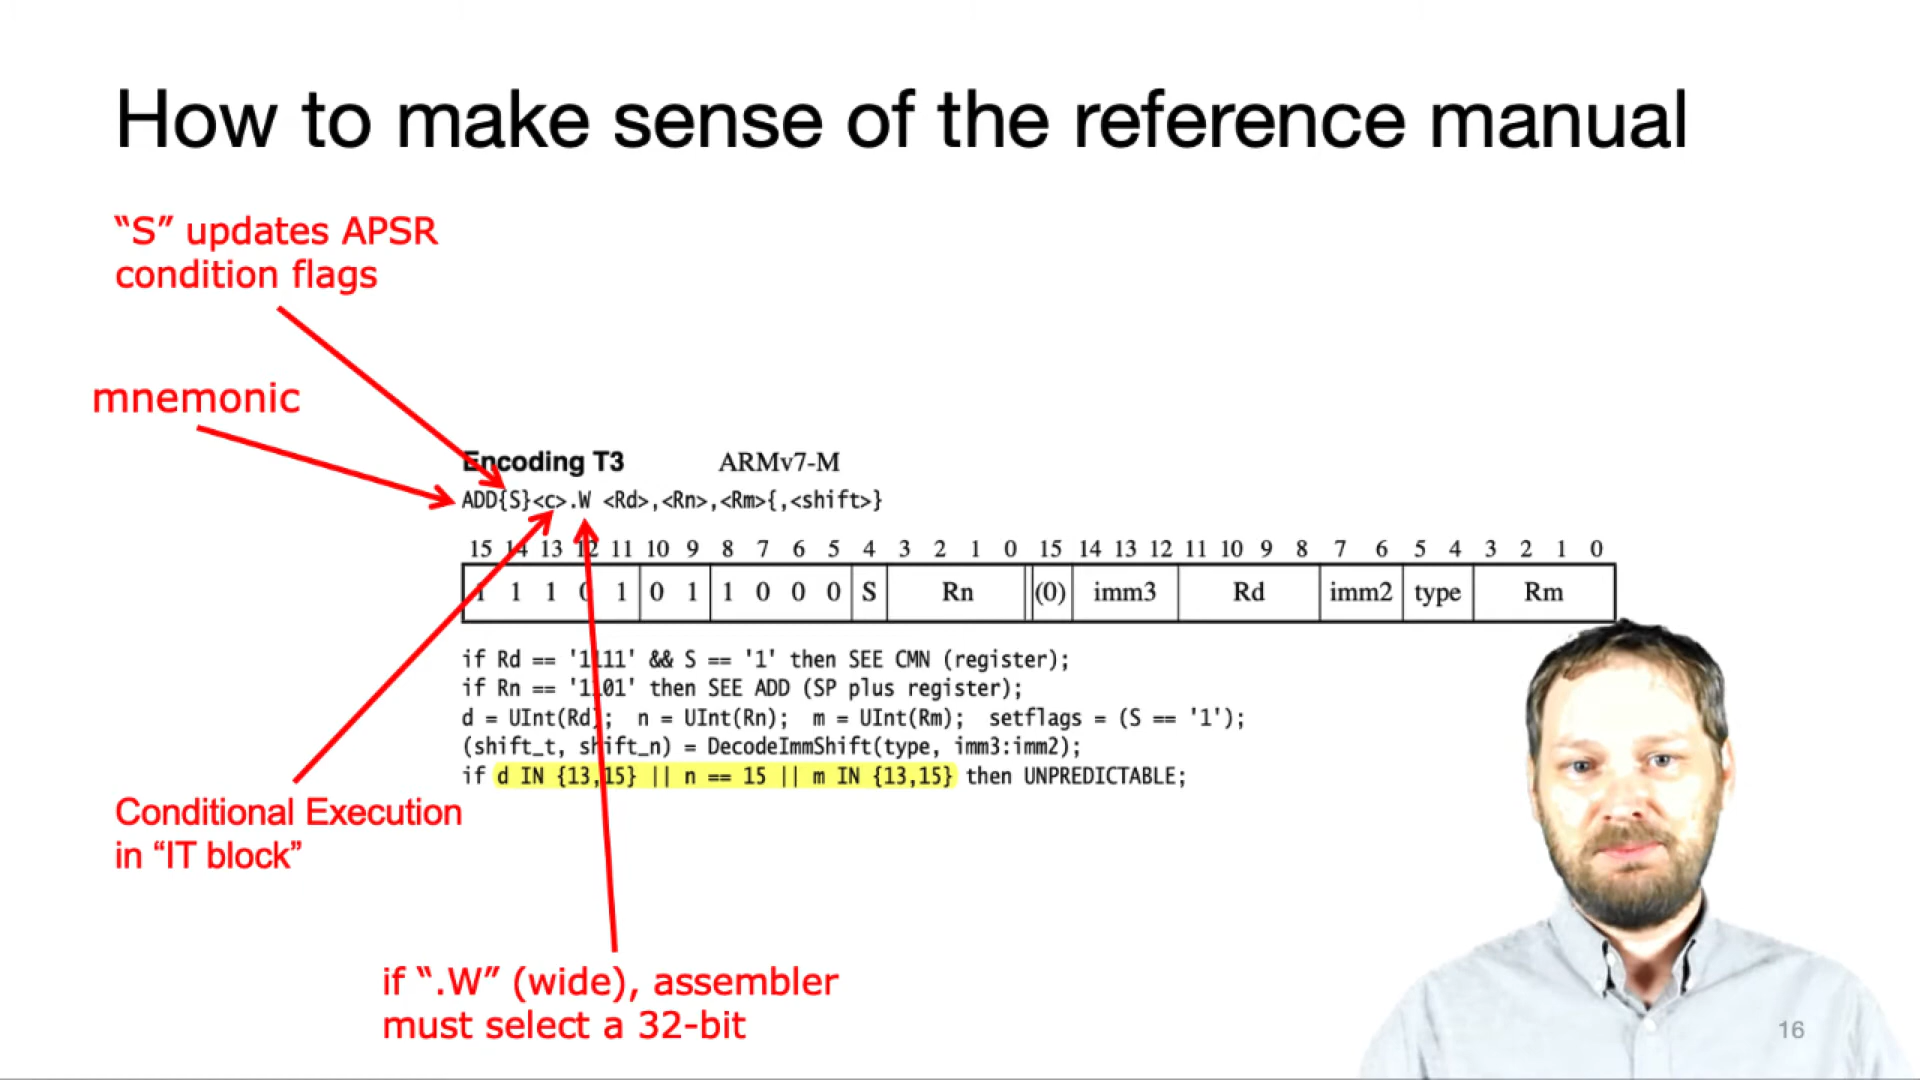 How to make sense of the reference manual
“S” updates APSR
condition flags
mnemonic
Encoding T3 ARMv7-M
ADD{S}<c>.W <Rd>,<Rn>,<Rm>{,<shift>}
15 14 13 12 11 10 9 8 7 6 5 4 3 2 1 0 15 14 13 12 11 10 9 8 7 6 5 4 3 2 1 0
1 1 1 0 1 0 1 1 0 0 0 S Rn (0) imm3 Rd imm2 type Rm
if Rd == '1111' && S == '1' then SEE CMN (register);
if Rn == '1101' then SEE ADD (SP plus register);
d = UInt(Rd); n = UInt(Rn); m = UInt(Rm); setflags = (S == '1');
(shift_t, shift_n) = DecodeImmShift(type, imm3:imm2);
if d IN {13,15} || n == 15 || m IN {13,15} then UNPREDICTABLE;
Conditional Execution
in “IT block”
if “.W” (wide), assembler
must select a 32-bit
16